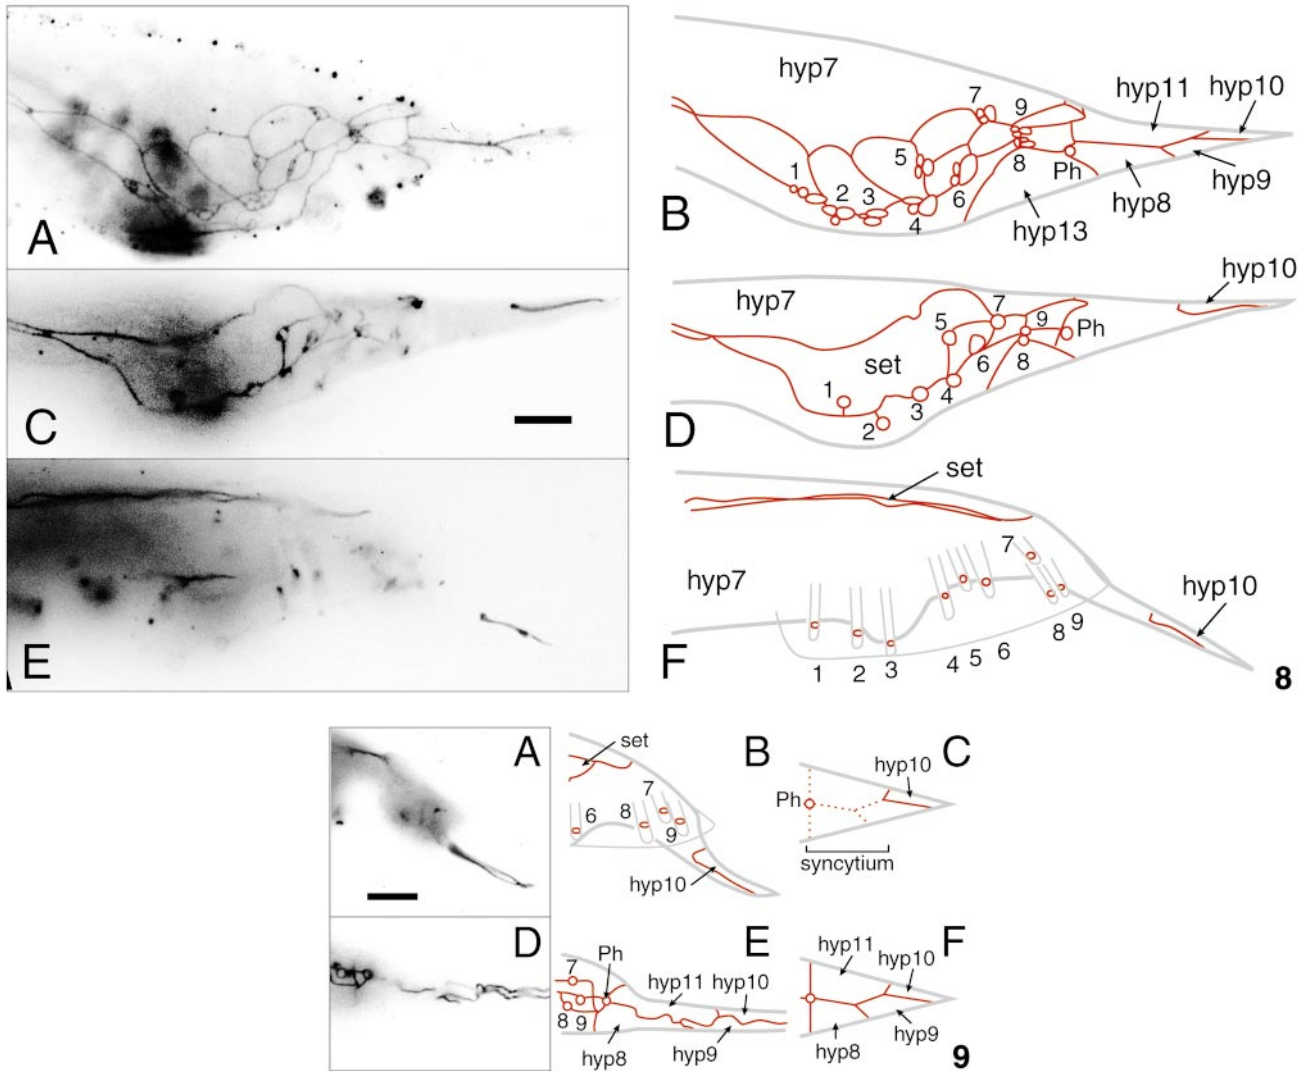 A
hyp7
7
9
hyp11
hyp10
1
2
3
4
5
6
8
Ph
hyp8
hyp9
hyp13
B
C
hyp7
set
1
2
3
4
5
6
7
8
9
Ph
hyp10
D
E
set
hyp7
7
hyp10
1
2
3
4
5
6
8
9
F
8
A
set
7
6
8
9
hyp10
B
Ph
hyp10
syncytium
C
D
7
Ph
hyp11
hyp10
8
9
hyp8
hyp9
E
hyp11
hyp10
hyp8
hyp9
F
9